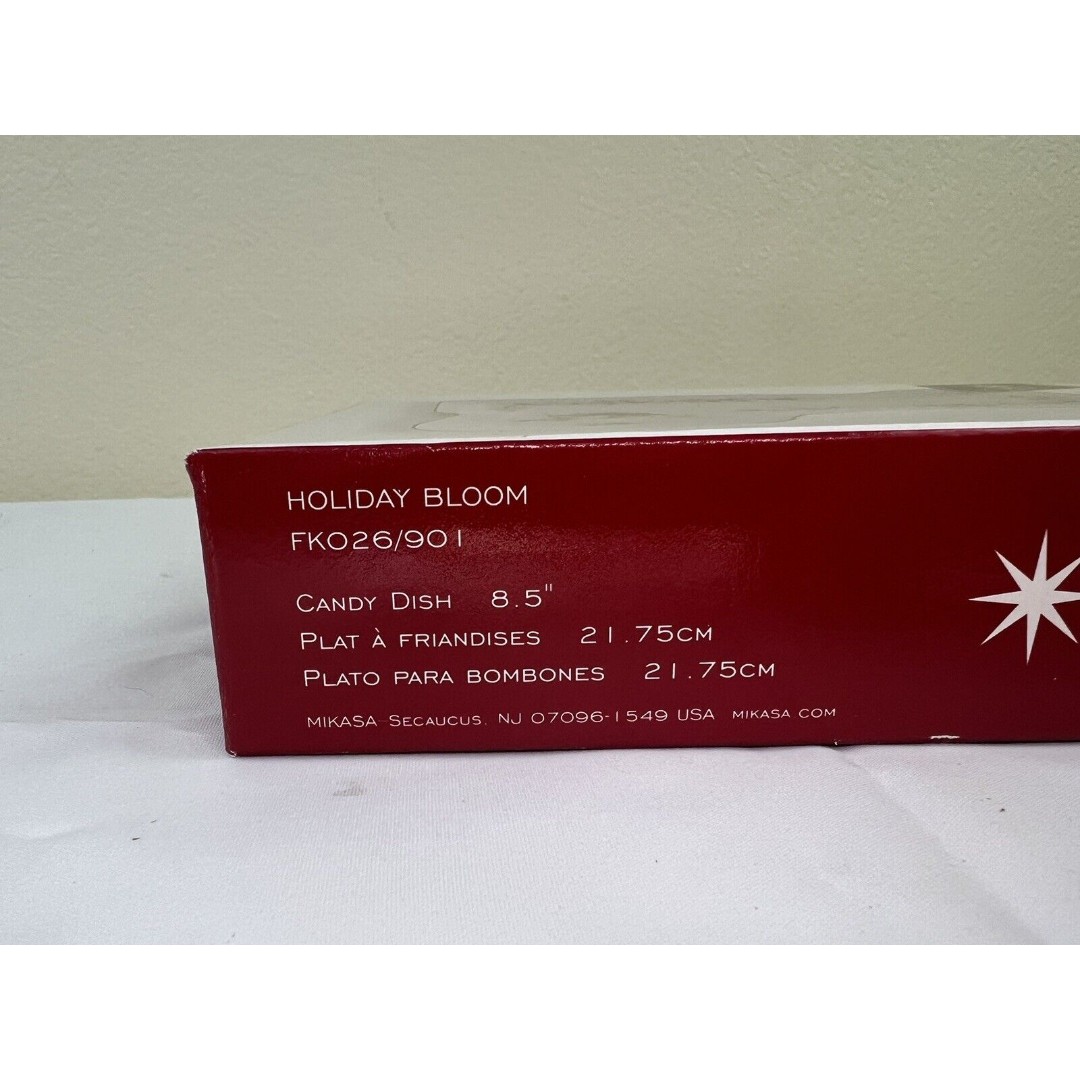 HOLIDAY BLOOM
FK026/901
CANDY DISH 8.5"
PLAT À FRIANDISES 21.75CM
PLATO PARA BOMBONES 21.75CM
MIKASA SECAUCUS, NJ 07096-1549 USA MIKASA.COM